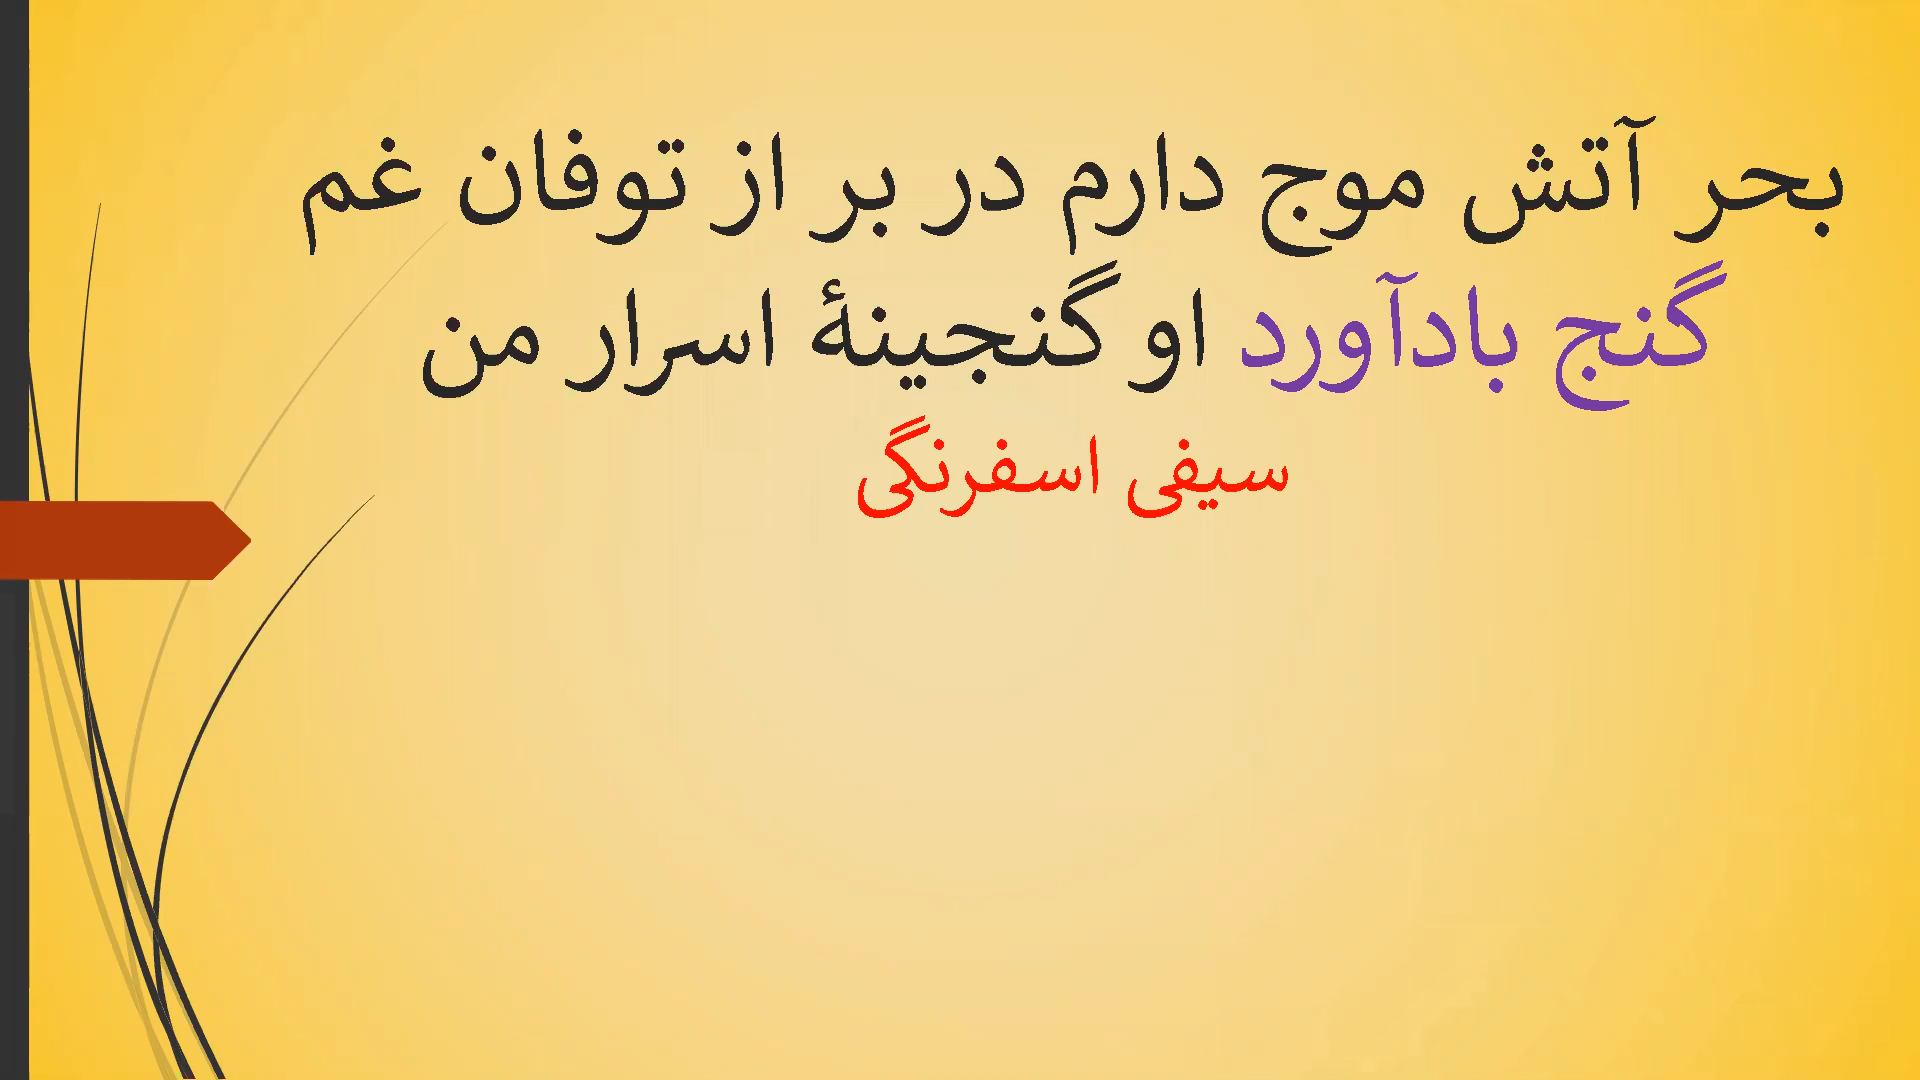 بحر آتش موج دارم در بر از توفان غم
گنج بادآورد او گنجینهٔ اسرار من
سیفی اسفرنگی